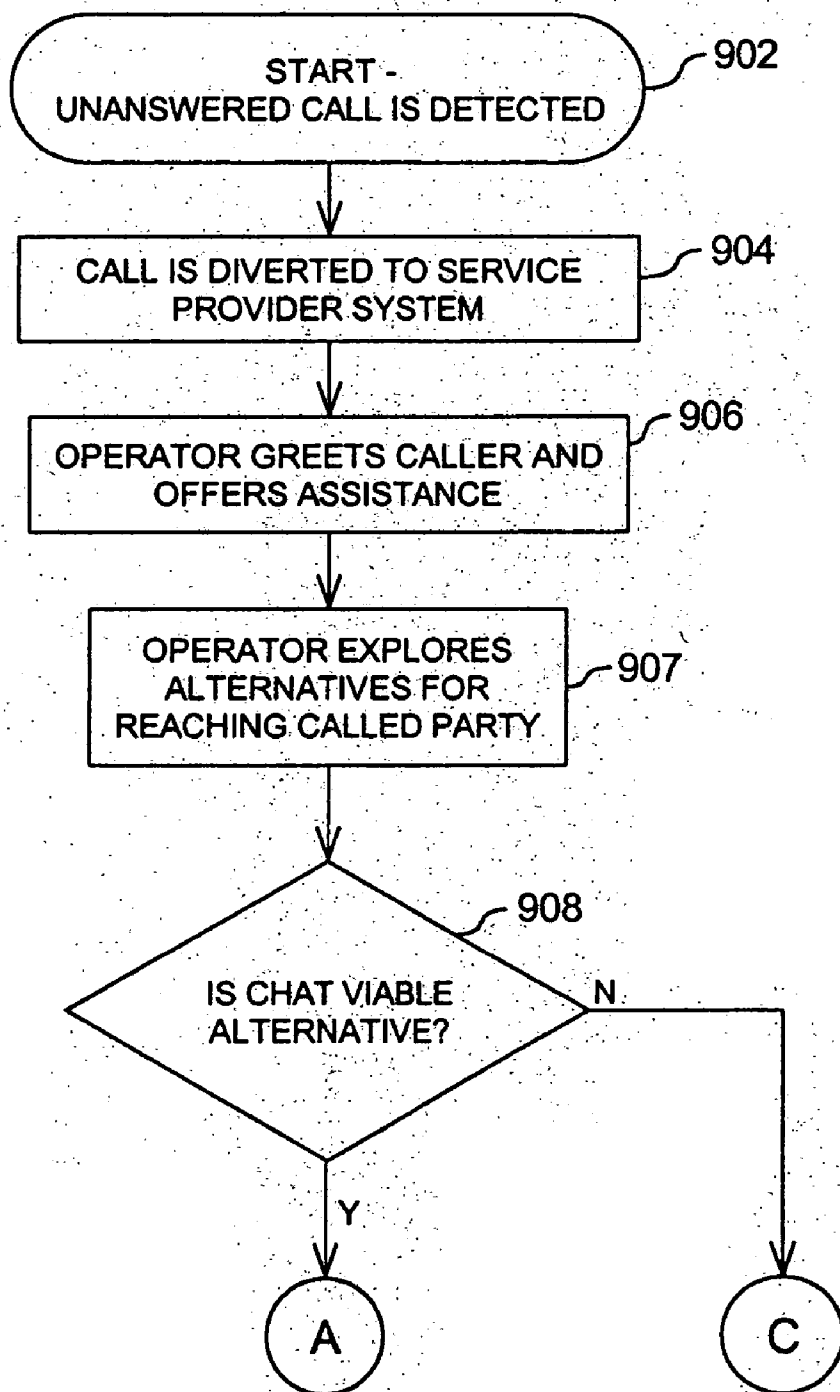 START -
UNANSWERED CALL IS DETECTED
902
CALL IS DIVERTED TO SERVICE
PROVIDER SYSTEM
904
OPERATOR GREETS CALLER AND
OFFERS ASSISTANCE
906
OPERATOR EXPLORES
ALTERNATIVES FOR
REACHING CALLED PARTY
907
908
IS CHAT VIABLE
ALTERNATIVE?
N
Y
A
C